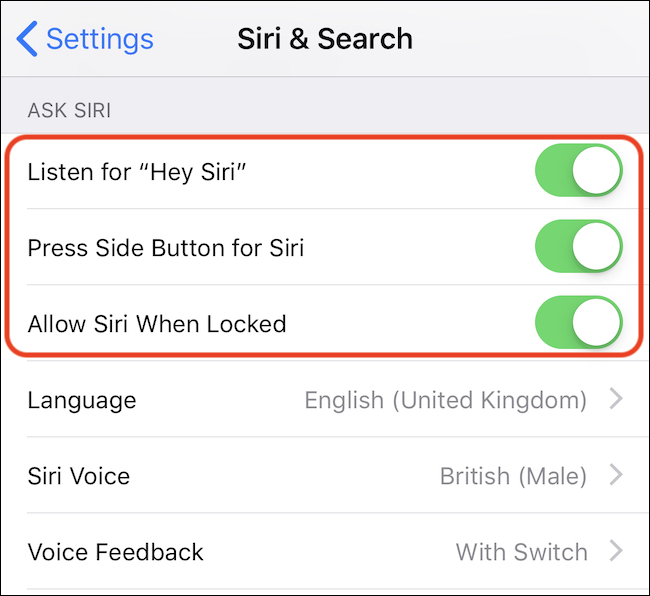 Settings
Siri & Search
ASK SIRI
Listen for “Hey Siri”
Press Side Button for Siri
Allow Siri When Locked
Language English (United Kingdom)
Siri Voice British (Male)
Voice Feedback With Switch